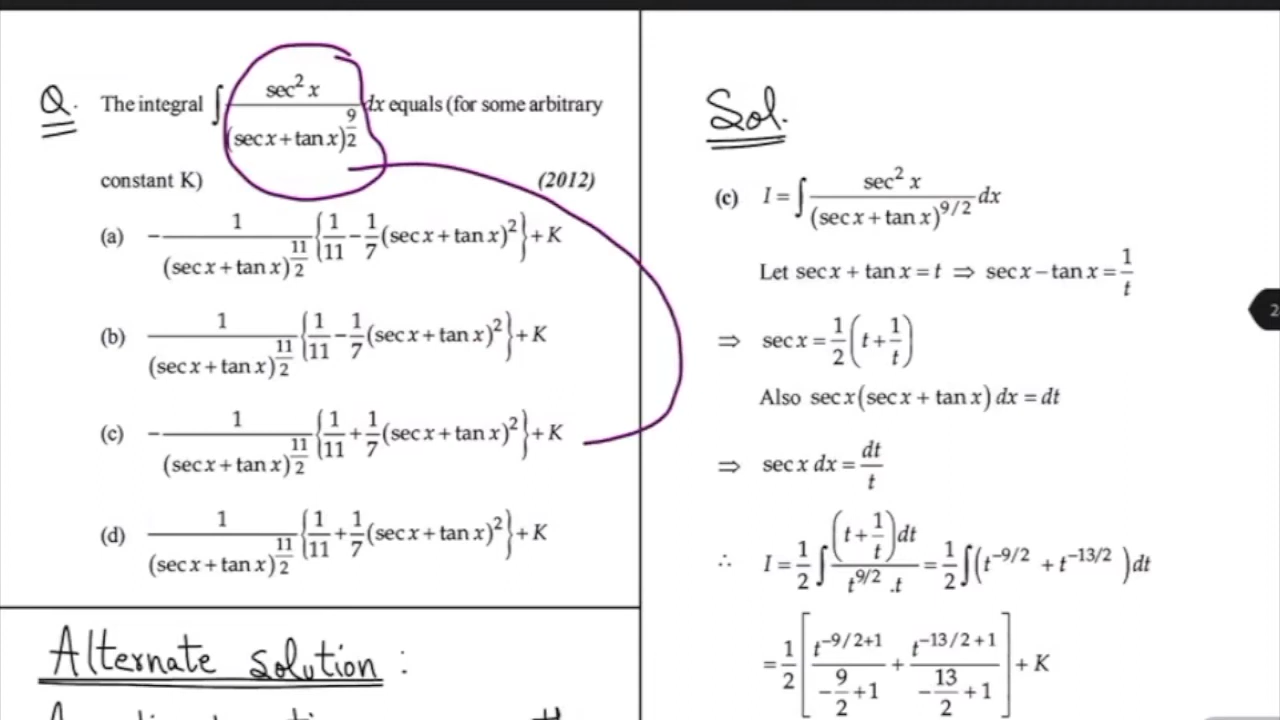 Q. The integral ∫ sec² x / (sec x + tan x)^(9/2) dx equals (for some arbitrary
constant K) (2012)
(a) − 1 / (sec x + tan x)^(11/2) {1/11 − 1/7 (sec x + tan x)²} + K
(b) 1 / (sec x + tan x)^(11/2) {1/11 − 1/7 (sec x + tan x)²} + K
(c) − 1 / (sec x + tan x)^(11/2) {1/11 + 1/7 (sec x + tan x)²} + K
(d) 1 / (sec x + tan x)^(11/2) {1/11 + 1/7 (sec x + tan x)²} + K
Alternate solution :
Sol.
(c) I = ∫ sec² x / (sec x + tan x)^9/2 dx
Let sec x + tan x = t ⇒ sec x − tan x = 1/t
⇒ sec x = 1/2 (t + 1/t)
Also sec x (sec x + tan x) dx = dt
⇒ sec x dx = dt/t
∴ I = 1/2 ∫ (t + 1/t) dt / t^9/2 .t = 1/2 ∫ (t^−9/2 + t^−13/2) dt
= 1/2 [t^(−9/2+1) / (−9/2 + 1) + t^(−13/2+1) / (−13/2 + 1)] + K
2